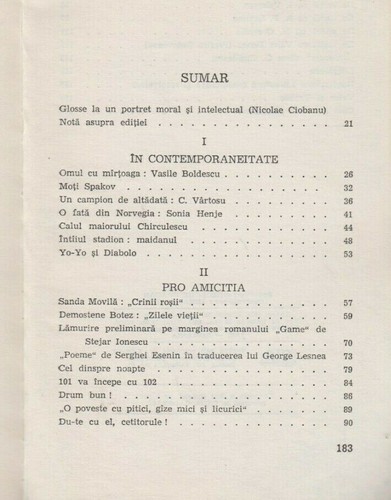 SUMAR
Glosse la un portret moral și intelectual (Nicolae Ciobanu)
Notă asupra ediției . . . . . . . . . . . . . 21
I
ÎN CONTEMPORANEITATE
Omul cu mîrțoaga : Vasile Boldescu . . . . . . . 26
Moți Spakov . . . . . . . . . . . . . . 32
Un campion de altădată : C. Vârtosu . . . . . . . 36
O fată din Norvegia : Sonia Henje . . . . . . . 41
Calul maiorului Chirculescu . . . . . . . . . . 44
Întîiul stadion : maidanul . . . . . . . . . . 48
Yo-Yo și Diabolo . . . . . . . . . . . . . 53
II
PRO AMICITIA
Sanda Movilă : „Crinii roșii“ . . . . . . . . . . 57
Demostene Botez : „Zilele vieții“ . . . . . . . . 59
Lămurire preliminară pe marginea romanului „Game“ de
Stejar Ionescu . . . . . . . . . . . . . 70
„Poeme“ de Serghei Esenin în traducerea lui George Lesnea 73
Cei dinspre noapte . . . . . . . . . . . . 79
101 va începe cu 102 . . . . . . . . . . . . 84
Drum bun ! . . . . . . . . . . . . . . . 86
„O poveste cu pitici, gîze mici și licurici“ . . . . . 89
Du-te cu el, cetitorule ! . . . . . . . . . . . 90
183